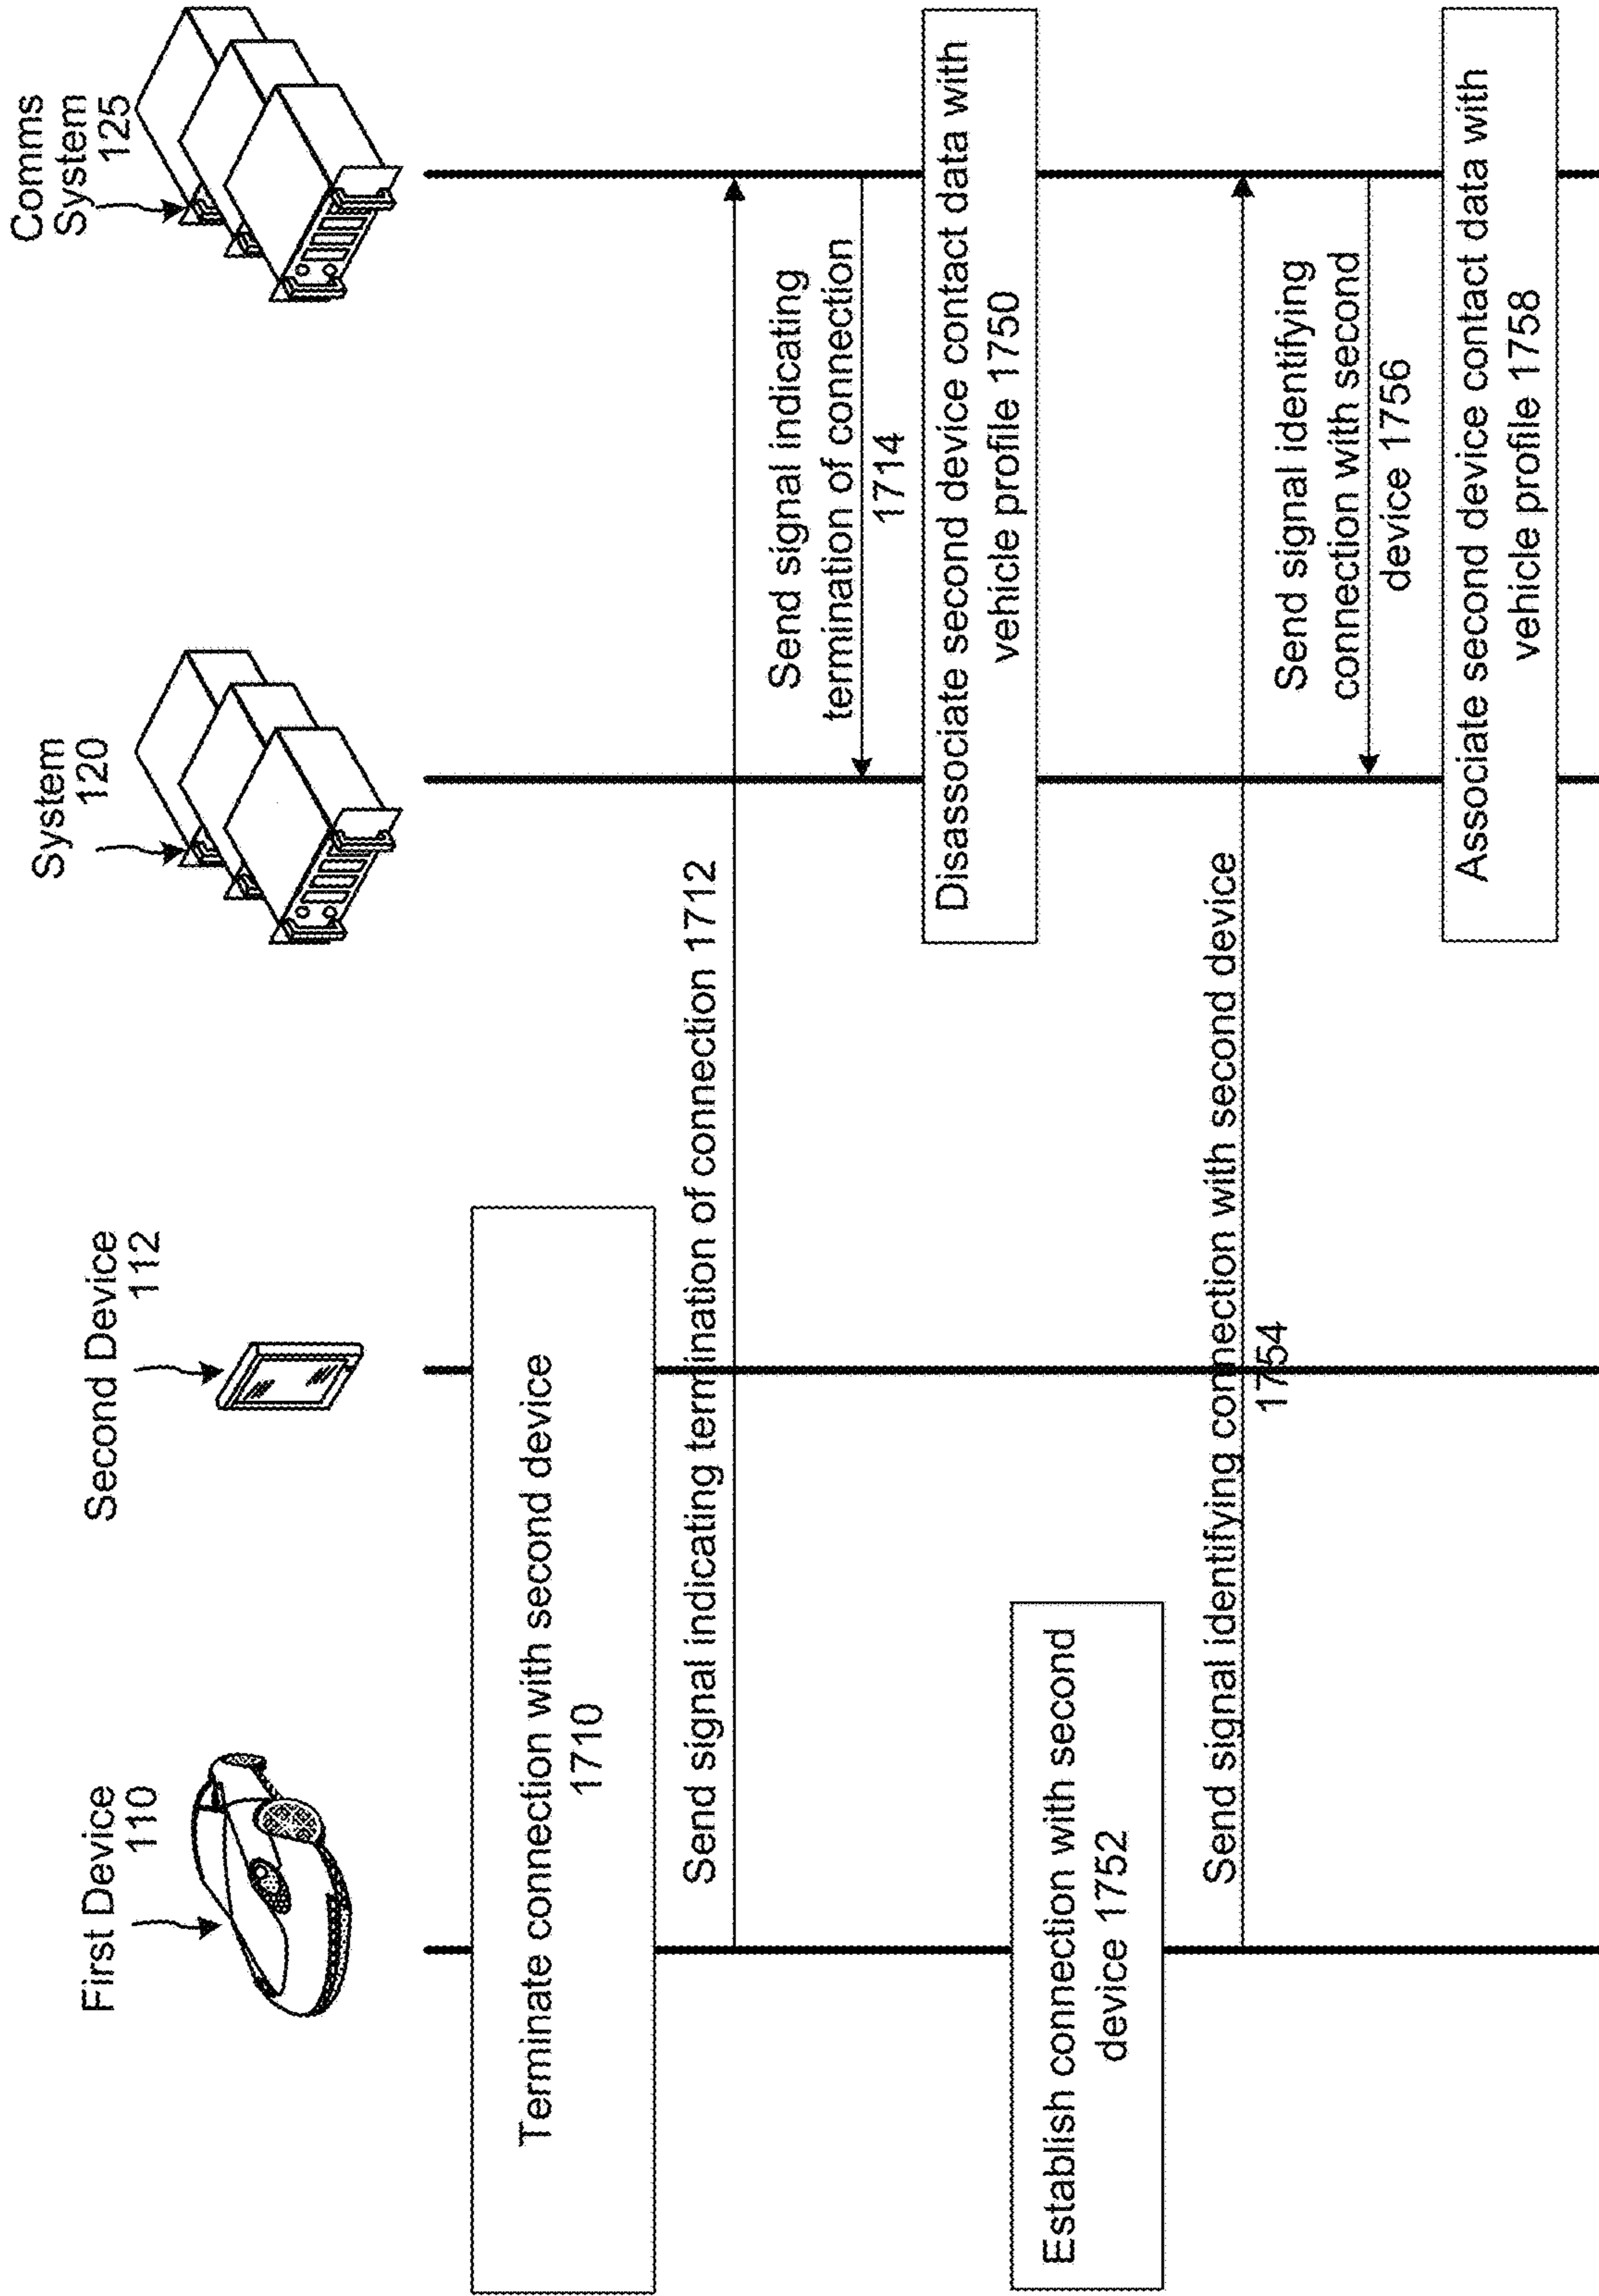 First Device
110
Second Device
112
System
120
Comms
System
125
Terminate connection with second device
1710
Send signal indicating termination of connection 1712
Send signal indicating
termination of connection
1714
Disassociate second device contact data with
vehicle profile 1750
Establish connection with second
device 1752
Send signal identifying connection with second device
1754
Send signal identifying
connection with second
device 1756
Associate second device contact data with
vehicle profile 1758